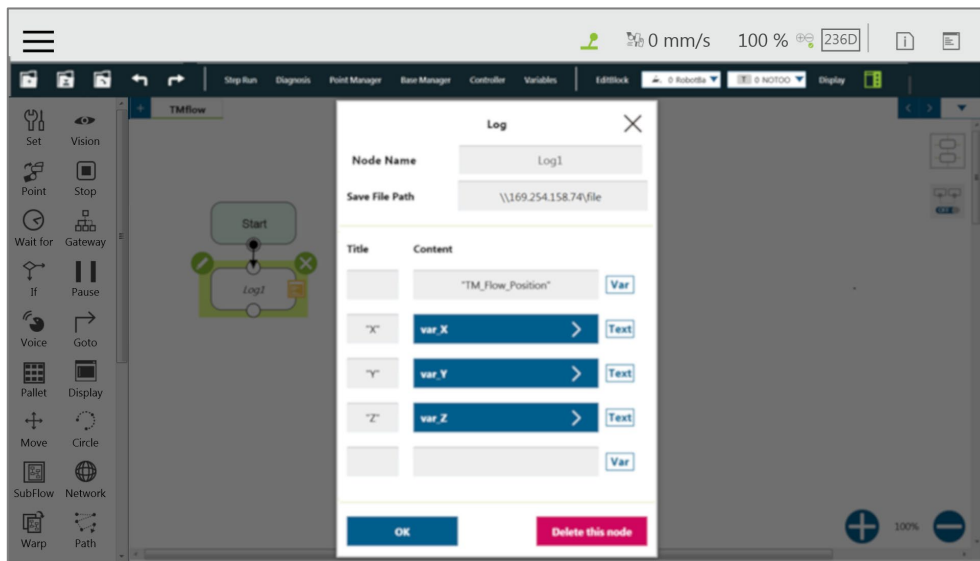 0 mm/s 100 % 236D
Step Run Diagnosis Point Manager Base Manager Controller Variables EditBlock 0 RobotBa 0 NOTOO Display
+ TMflow
Set Vision
Point Stop
Wait for Gateway
If Pause
Voice Goto
Pallet Display
Move Circle
SubFlow Network
Warp Path
Start
Log1
Log
Node Name Log1
Save File Path \\169.254.158.74\file
Title Content
"TM_Flow_Position" Var
"X" var_X Text
"Y" var_Y Text
"Z" var_Z Text
Var
OK Delete this node
OFF
100%